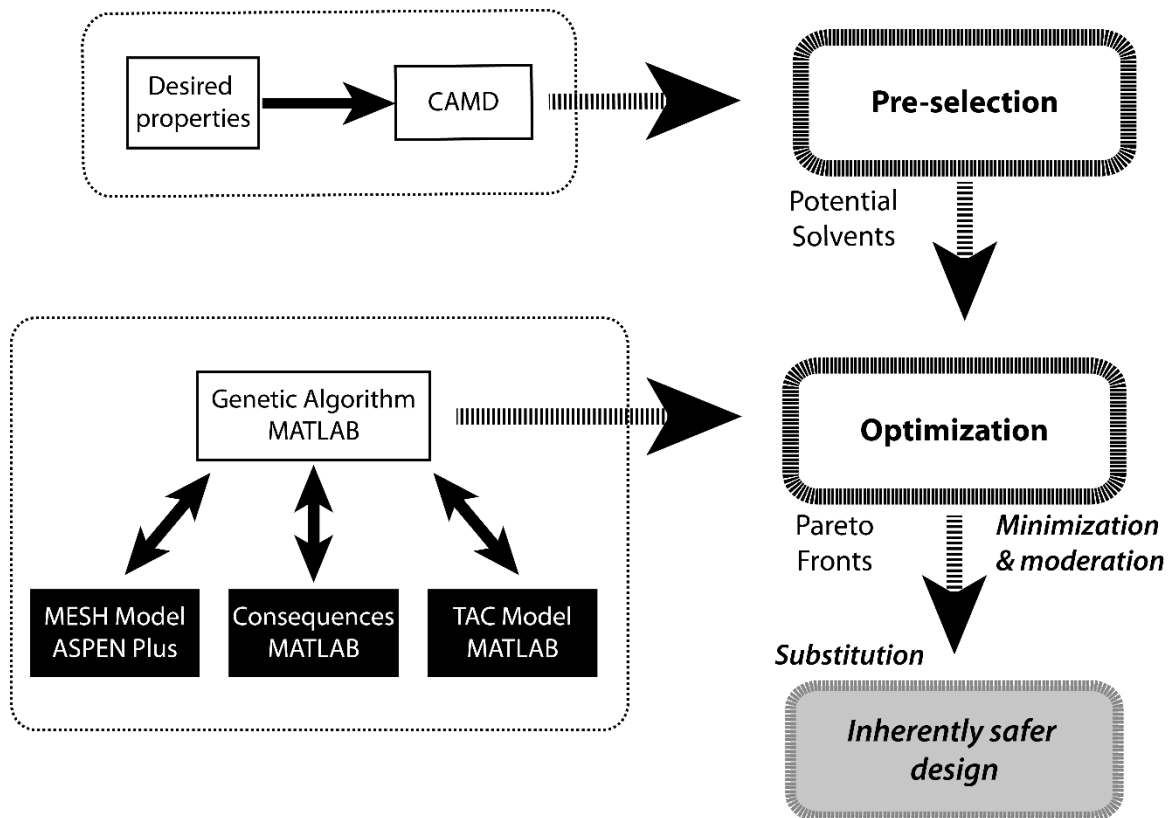 Desired
properties
CAMD
Pre-selection
Potential
Solvents
Genetic Algorithm
MATLAB
Optimization
MESH Model
ASPEN Plus
Consequences
MATLAB
TAC Model
MATLAB
Pareto
Fronts
Minimization
& moderation
Substitution
Inherently safer
design